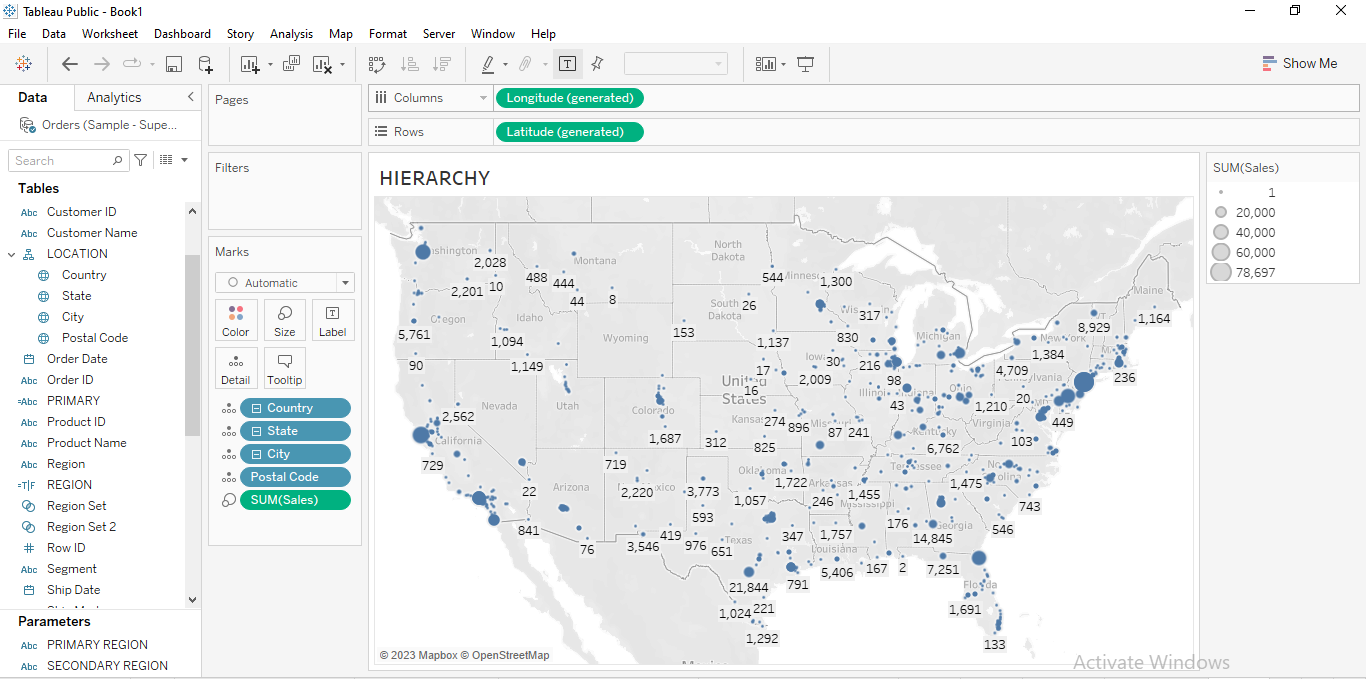 Tableau Public - Book1
File Data Worksheet Dashboard Story Analysis Map Format Server Window Help
Show Me
Data Analytics
Orders (Sample - Supe...
Search
Tables
Abc Customer ID
Abc Customer Name
LOCATION
Country
State
City
Postal Code
Order Date
Abc Order ID
=Abc PRIMARY
Abc Product ID
Abc Product Name
Abc Region
=T|F REGION
Region Set
Region Set 2
# Row ID
Abc Segment
Ship Date
Parameters
Abc PRIMARY REGION
Abc SECONDARY REGION
Pages
Filters
Marks
Automatic
Color Size Label
Detail Tooltip
Country
State
City
Postal Code
SUM(Sales)
Columns Longitude (generated)
Rows Latitude (generated)
HIERARCHY
North
Dakota
2,028 Montana
488 444 544 1,300
2,201 10 44 8 Maine
South 26
Dakota
317 1,164
Oregon Idaho 153 8,929
5,761 1,094 Wyoming 1,137 830 Michigan New York
1,384
90 1,149 17 Iowa 30 216 4,709 236
United 2,009 98
16
States
Nevada Utah Colorado 43 1,210 20
2,562 Kansas 274 896 87 241 Virginia 449
California 1,687 312 825 Kentucky 6,762 103
729 719
22 Arizona 2,220 3,773 Oklahoma 1,722 Arkansas 1,455 1,475
1,057 246 Mississippi 743
841 593 176 Georgia 546
76 3,546 419 976 651 Texas 347 1,757 14,845
Louisiana
21,844 791 5,406 167 2 7,251
Florida
1,024 221 1,691
1,292 133
© 2023 Mapbox © OpenStreetMap
SUM(Sales)
1
20,000
40,000
60,000
78,697
Activate Windows